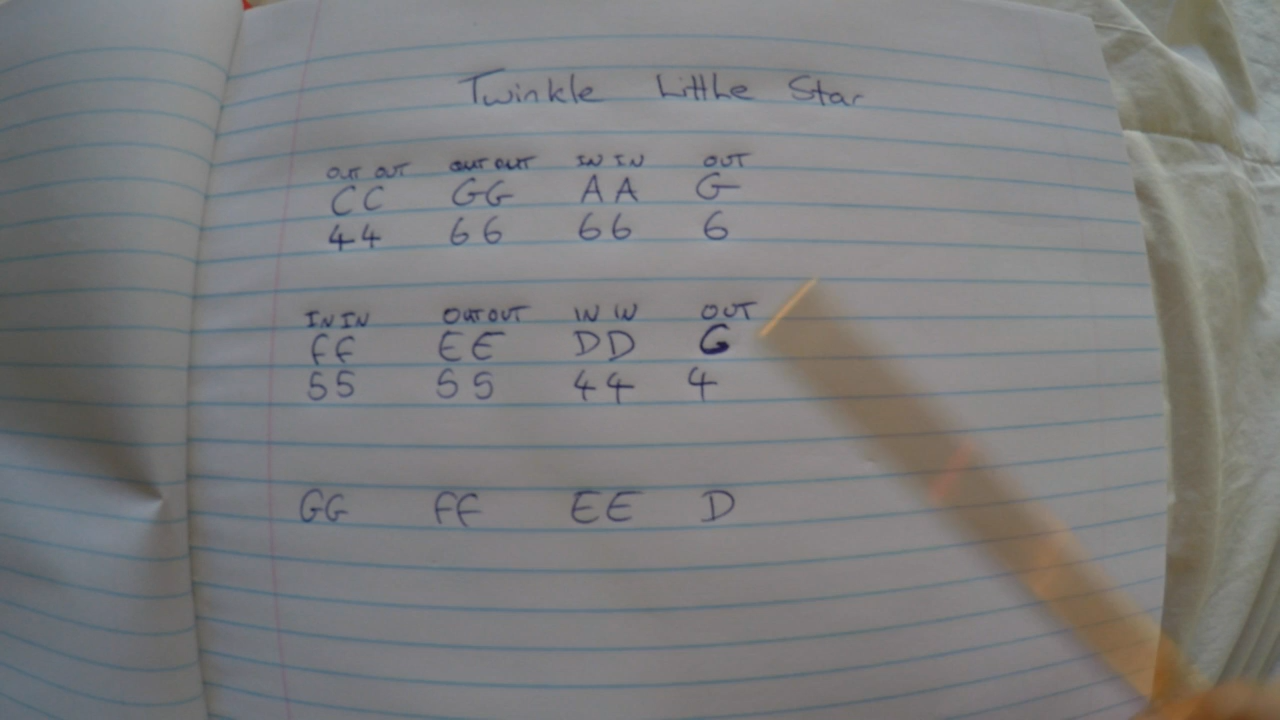 Twinkle Little Star
OUT OUT OUT OUT IN IN OUT
CC GG AA G
44 66 66 6
IN IN OUT OUT IN IN OUT
FF EE DD G
55 55 44 4
GG FF EE D